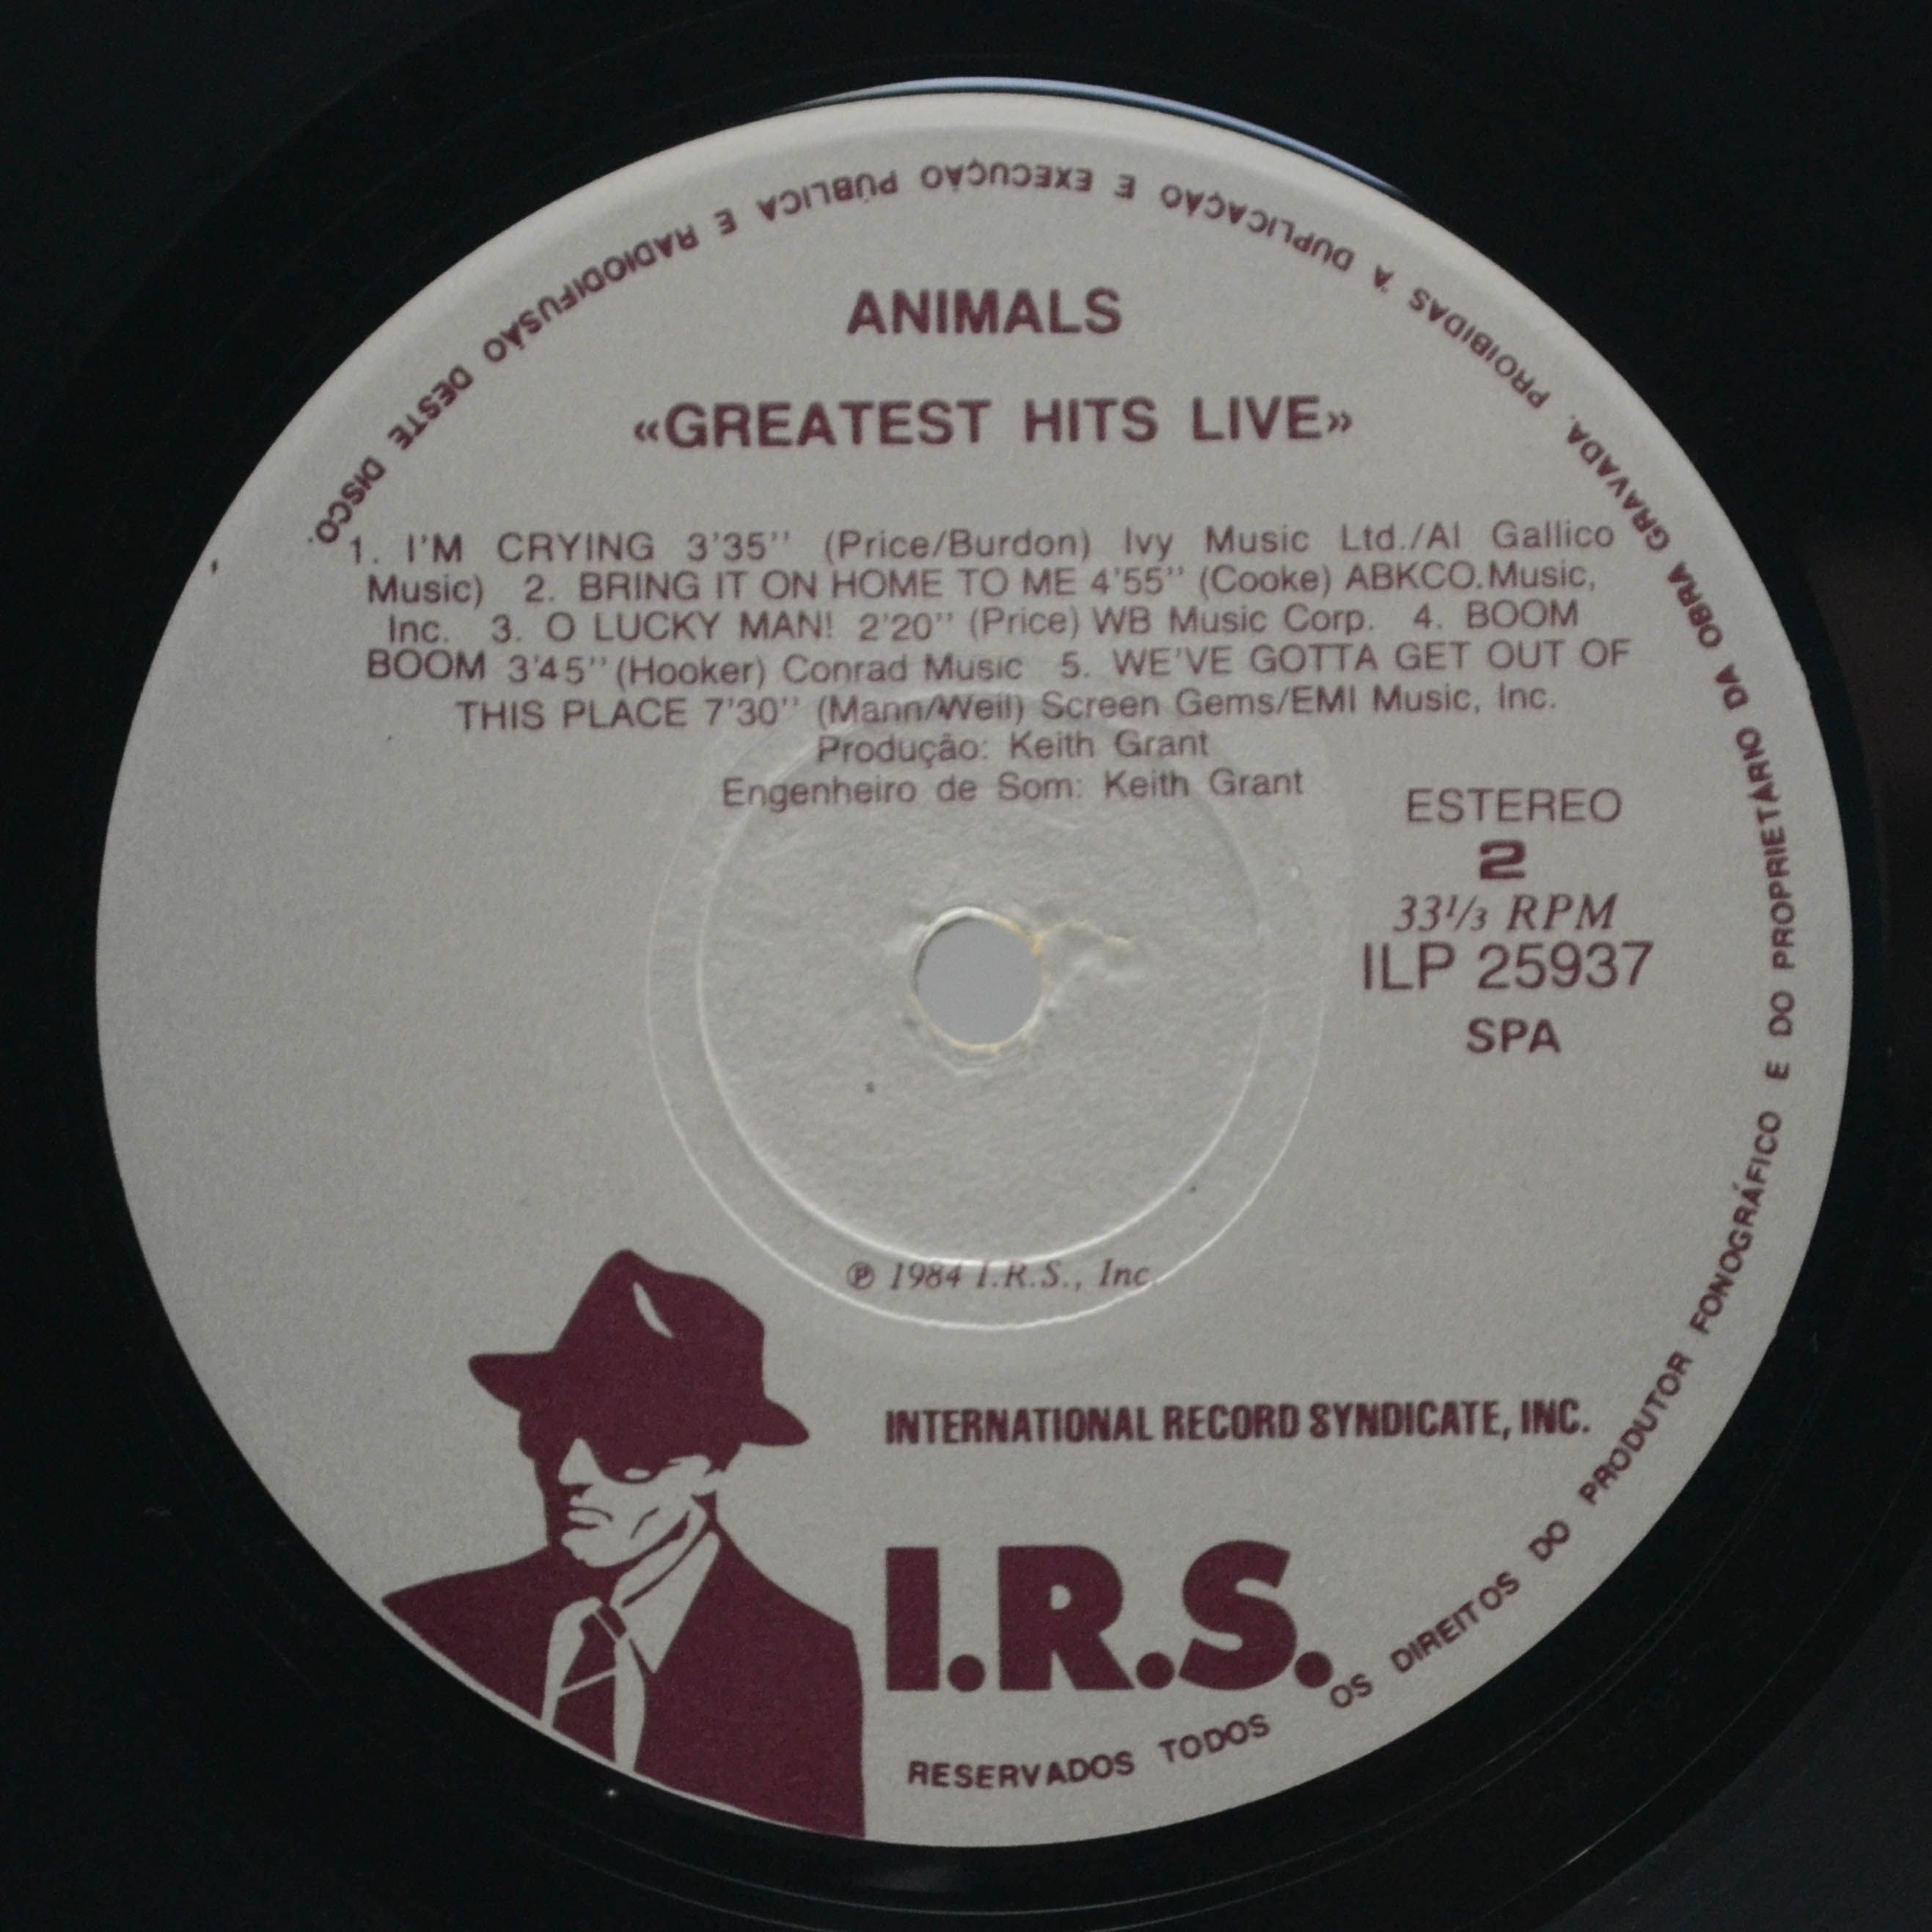 ANIMALS
«GREATEST HITS LIVE»
1. I'M CRYING 3'35'' (Price/Burdon) Ivy Music Ltd./Al Gallico
Music) 2. BRING IT ON HOME TO ME 4'55'' (Cooke) ABKCO.Music,
Inc. 3. O LUCKY MAN! 2'20'' (Price) WB Music Corp. 4. BOOM
BOOM 3'45'' (Hooker) Conrad Music 5. WE'VE GOTTA GET OUT OF
THIS PLACE 7'30'' (Mann/Weil) Screen Gems/EMI Music, Inc.
Produção: Keith Grant
Engenheiro de Som: Keith Grant
ESTEREO
2
33 1/3 RPM
ILP 25937
SPA
℗ 1984 I.R.S., Inc.
INTERNATIONAL RECORD SYNDICATE, INC.
I.R.S.
RESERVADOS TODOS OS DIREITOS DO PRODUTOR FONOGRÁFICO E DO PROPRIETÁRIO DA OBRA GRAVADA. PROIBIDAS A DUPLICAÇÃO E EXECUÇÃO PÚBLICA E RADIODIFUSÃO DESTE DISCO.